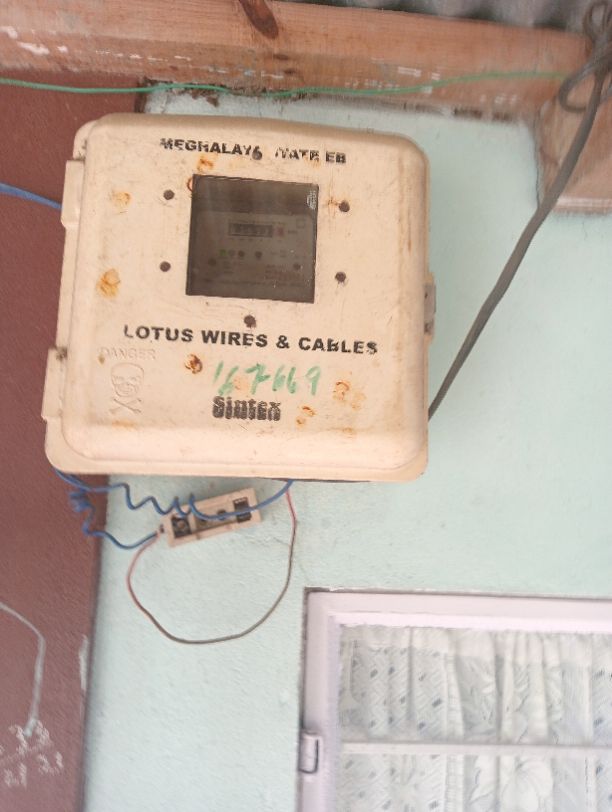 MEGHALAYA STATE EB
LOTUS WIRES & CABLES
DANGER
167669
Sintex